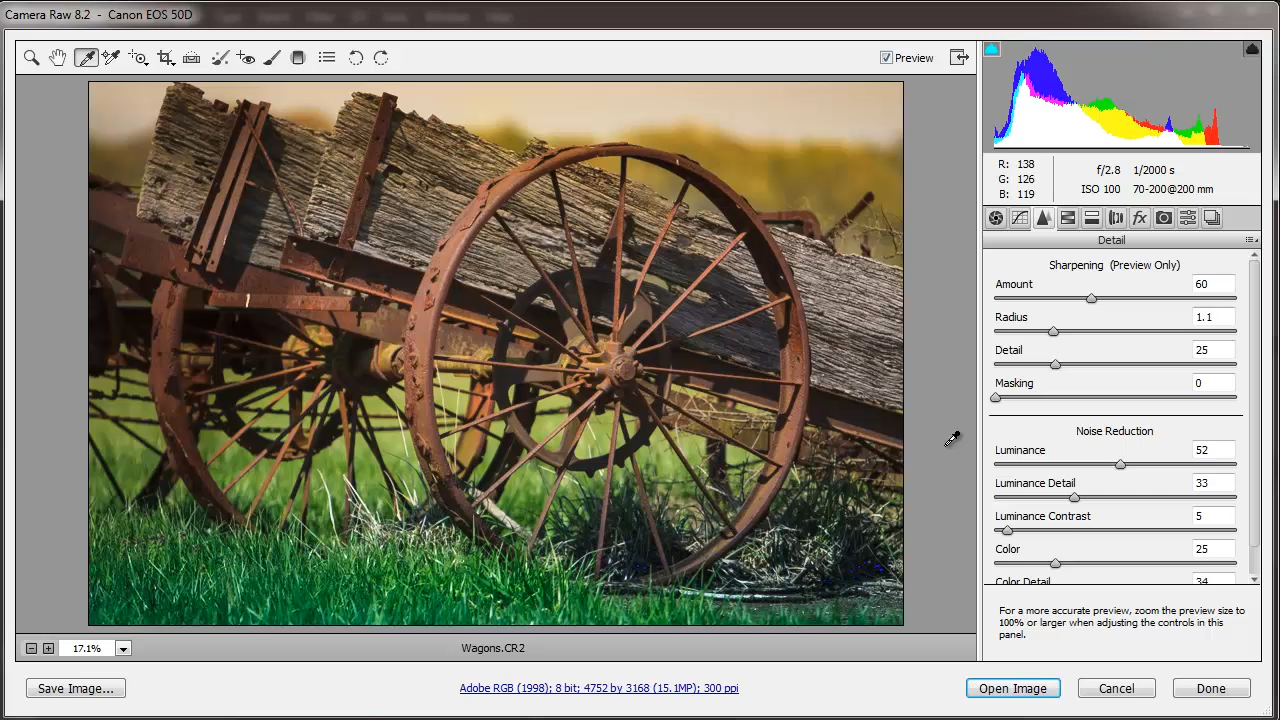 Camera Raw 8.2 - Canon EOS 50D
Preview
R: 138
G: 126
B: 119
f/2.8 1/2000 s
ISO 100 70-200@200 mm
fx
Detail
Sharpening (Preview Only)
Amount 60
Radius 1.1
Detail 25
Masking 0
Noise Reduction
Luminance 52
Luminance Detail 33
Luminance Contrast 5
Color 25
Color Detail 34
For a more accurate preview, zoom the preview size to
100% or larger when adjusting the controls in this
panel.
17.1%
Wagons.CR2
Save Image...
Adobe RGB (1998); 8 bit; 4752 by 3168 (15.1MP); 300 ppi
Open Image
Cancel
Done